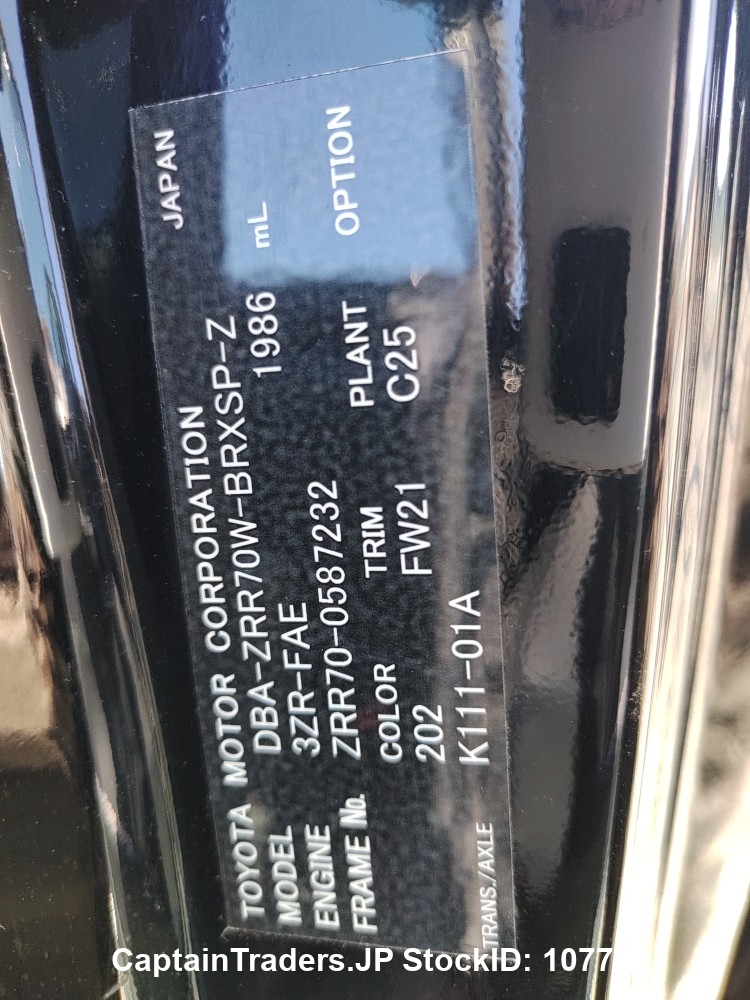 TOYOTA MOTOR CORPORATION JAPAN
MODEL DBA-ZRR70W-BRXSP-Z
ENGINE 3ZR-FAE 1986 mL
FRAME No. ZRR70-0587232
COLOR TRIM PLANT OPTION
202 FW21 C25
TRANS./AXLE K111-01A
CaptainTraders.JP StockID: 1077